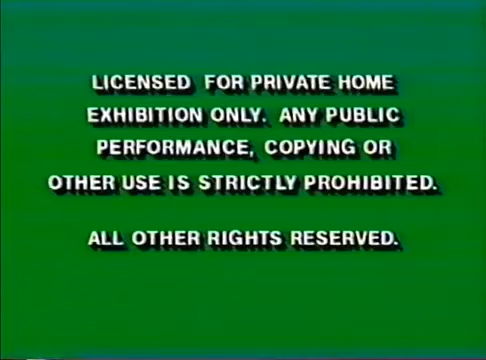 LICENSED FOR PRIVATE HOME
EXHIBITION ONLY. ANY PUBLIC
PERFORMANCE, COPYING OR
OTHER USE IS STRICTLY PROHIBITED.
ALL OTHER RIGHTS RESERVED.